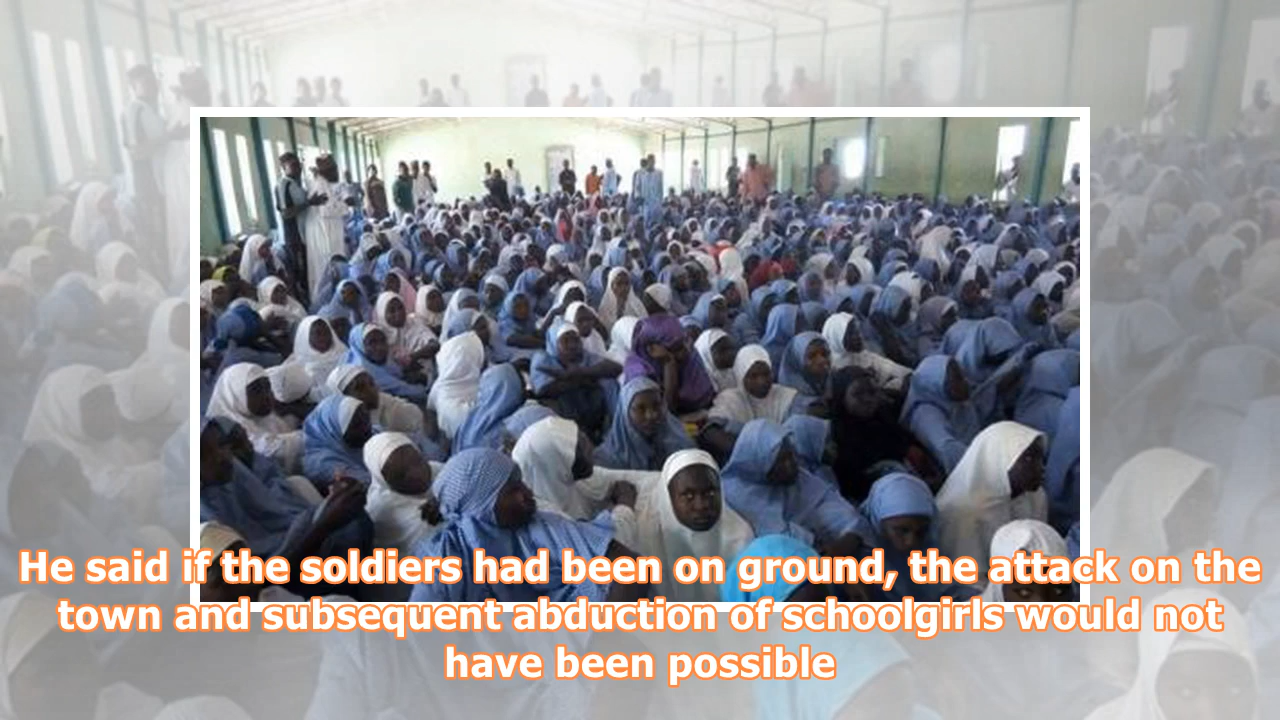 He said if the soldiers had been on ground, the attack on the
town and subsequent abduction of schoolgirls would not
have been possible